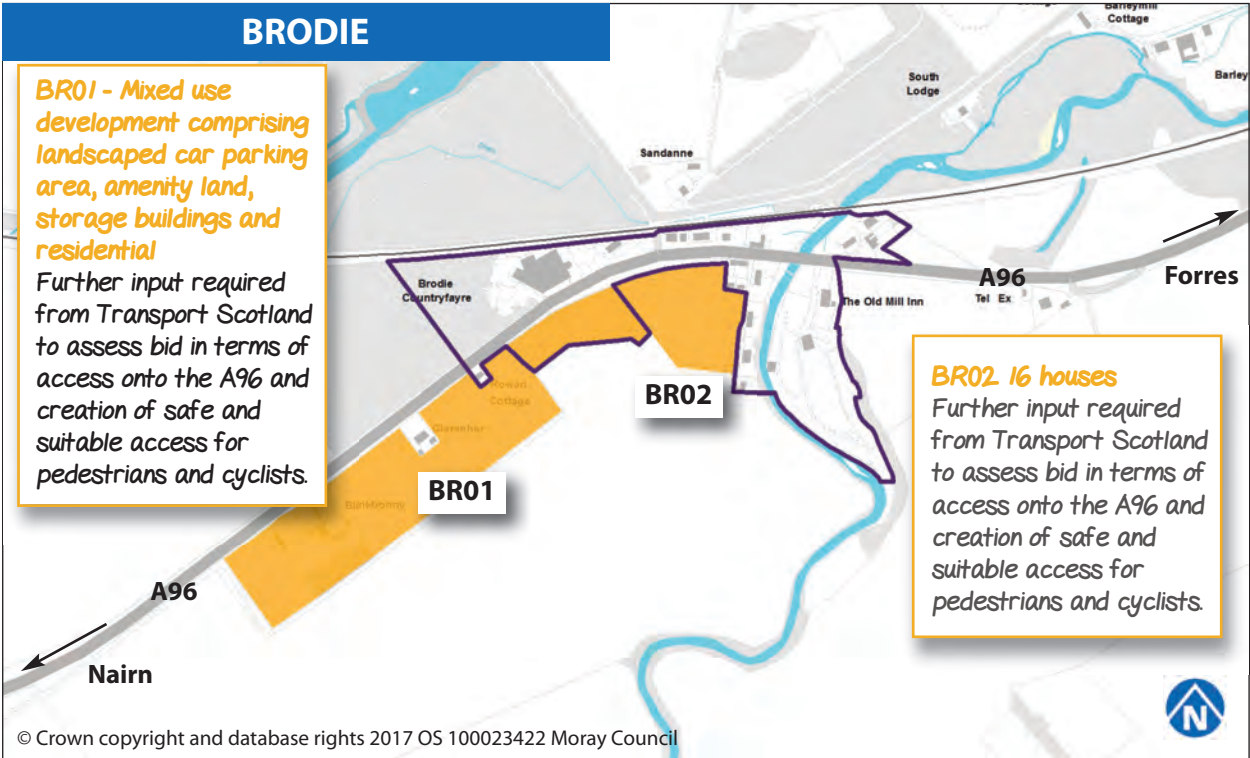 BRODIE
BR01 - Mixed use
development comprising
landscaped car parking
area, amenity land,
storage buildings and
residential
Further input required
from Transport Scotland
to assess bid in terms of
access onto the A96 and
creation of safe and
suitable access for
pedestrians and cyclists.
Barleymill
Cottage
Barley
South
Lodge
Sandanne
Brodie
Countryfayre
The Old Mill Inn
A96
Tel Ex
Forres
Rowan
Cottage
BR02
BR01
BR02 16 houses
Further input required
from Transport Scotland
to assess bid in terms of
access onto the A96 and
creation of safe and
suitable access for
pedestrians and cyclists.
A96
Nairn
N
© Crown copyright and database rights 2017 OS 100023422 Moray Council